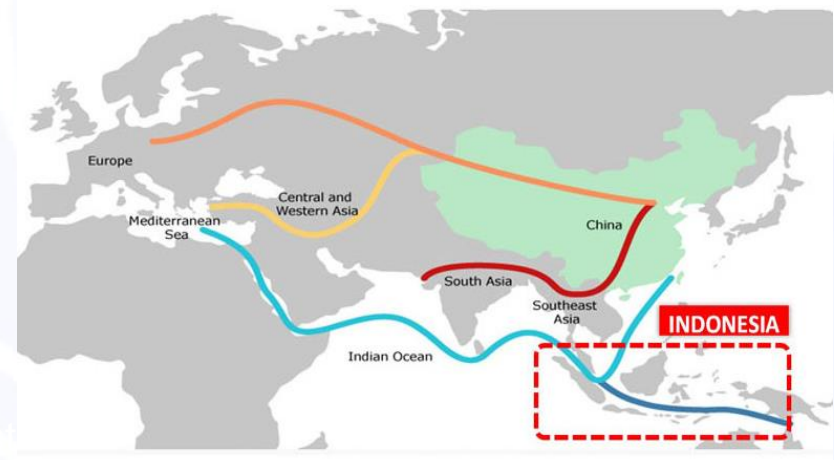 Europe
Central and
Western Asia
Mediterranean
Sea
China
South Asia
Southeast
Asia
INDONESIA
Indian Ocean